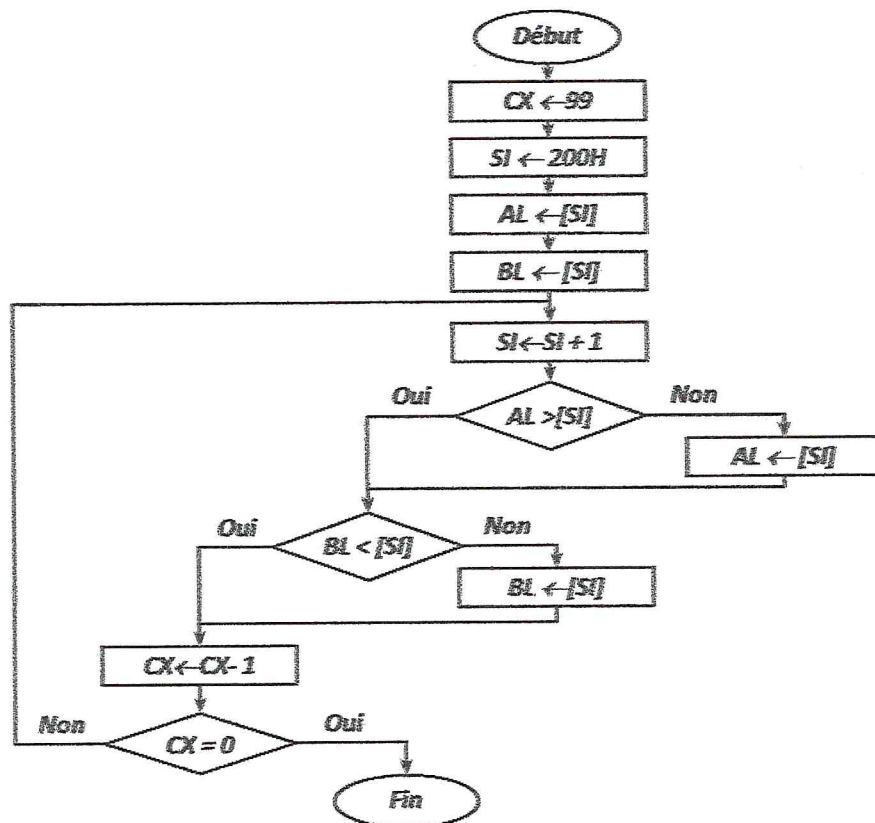 Début
CX ←99
SI ←200H
AL ←[SI]
BL ←[SI]
SI←SI + 1
Oui
AL >[SI]
Non
AL ←[SI]
Oui
BL < [SI]
Non
BL ←[SI]
CX←CX- 1
Non
CX = 0
Oui
Fin